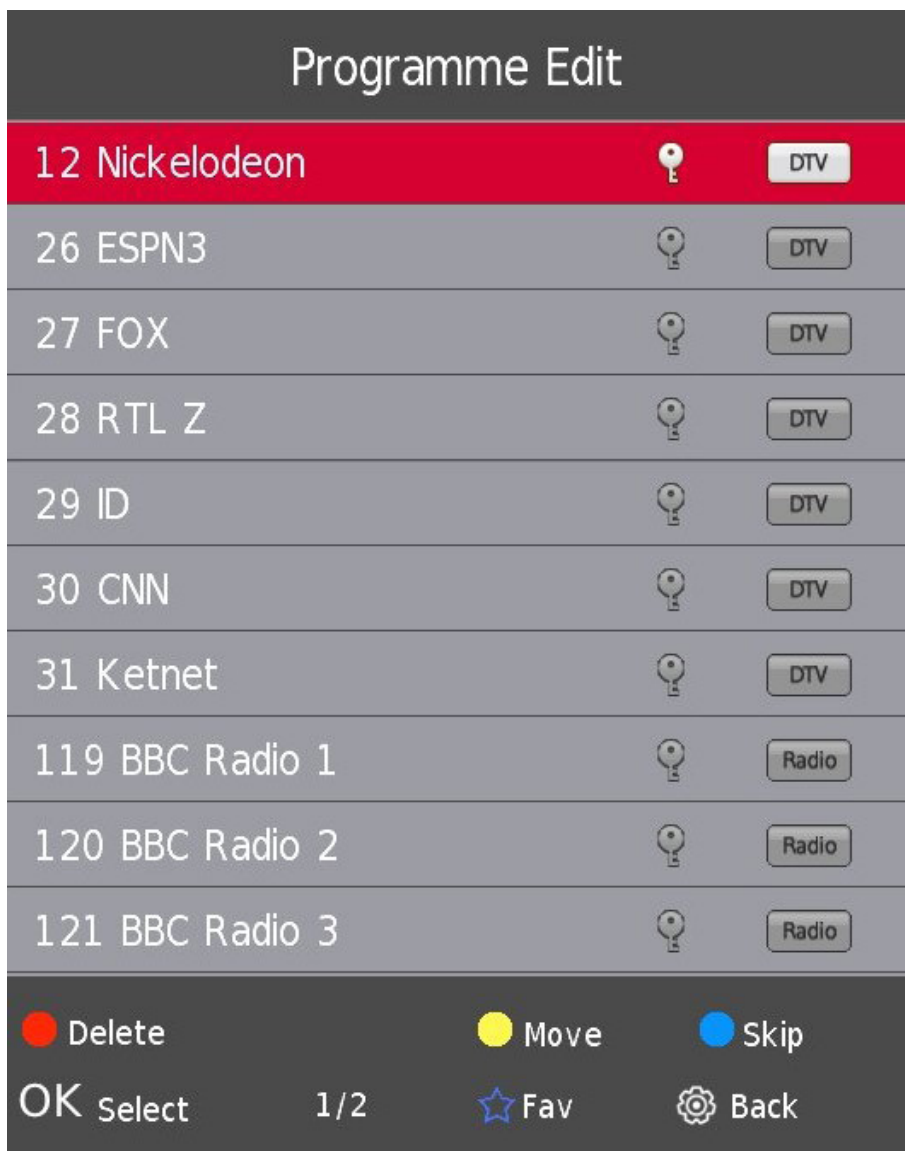 Programme Edit
12 Nickelodeon DTV
26 ESPN3 DTV
27 FOX DTV
28 RTL Z DTV
29 ID DTV
30 CNN DTV
31 Ketnet DTV
119 BBC Radio 1 Radio
120 BBC Radio 2 Radio
121 BBC Radio 3 Radio
Delete Move Skip
OK Select 1/2 Fav Back